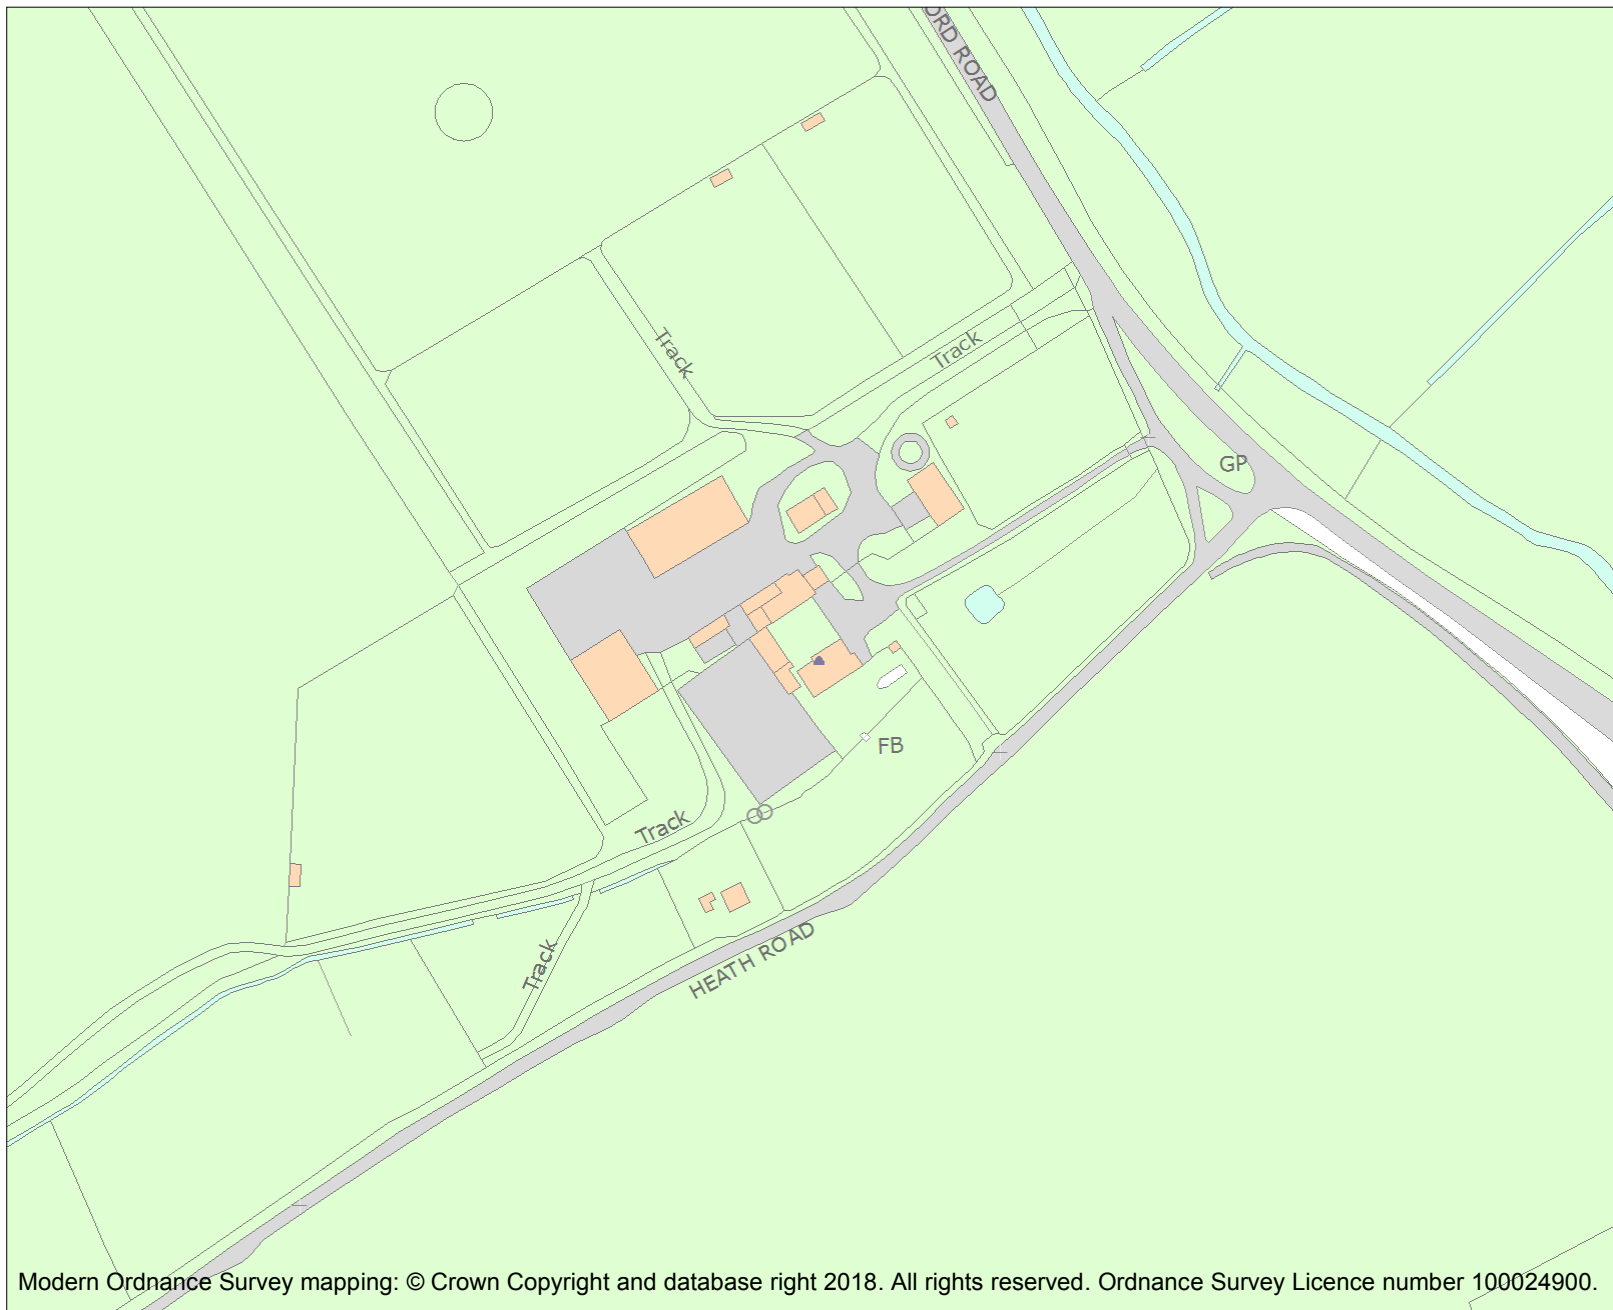 ORD ROAD
Track
Track
GP
FB
Track
Track
HEATH ROAD
Modern Ordnance Survey mapping: © Crown Copyright and database right 2018. All rights reserved. Ordnance Survey Licence number 100024900.